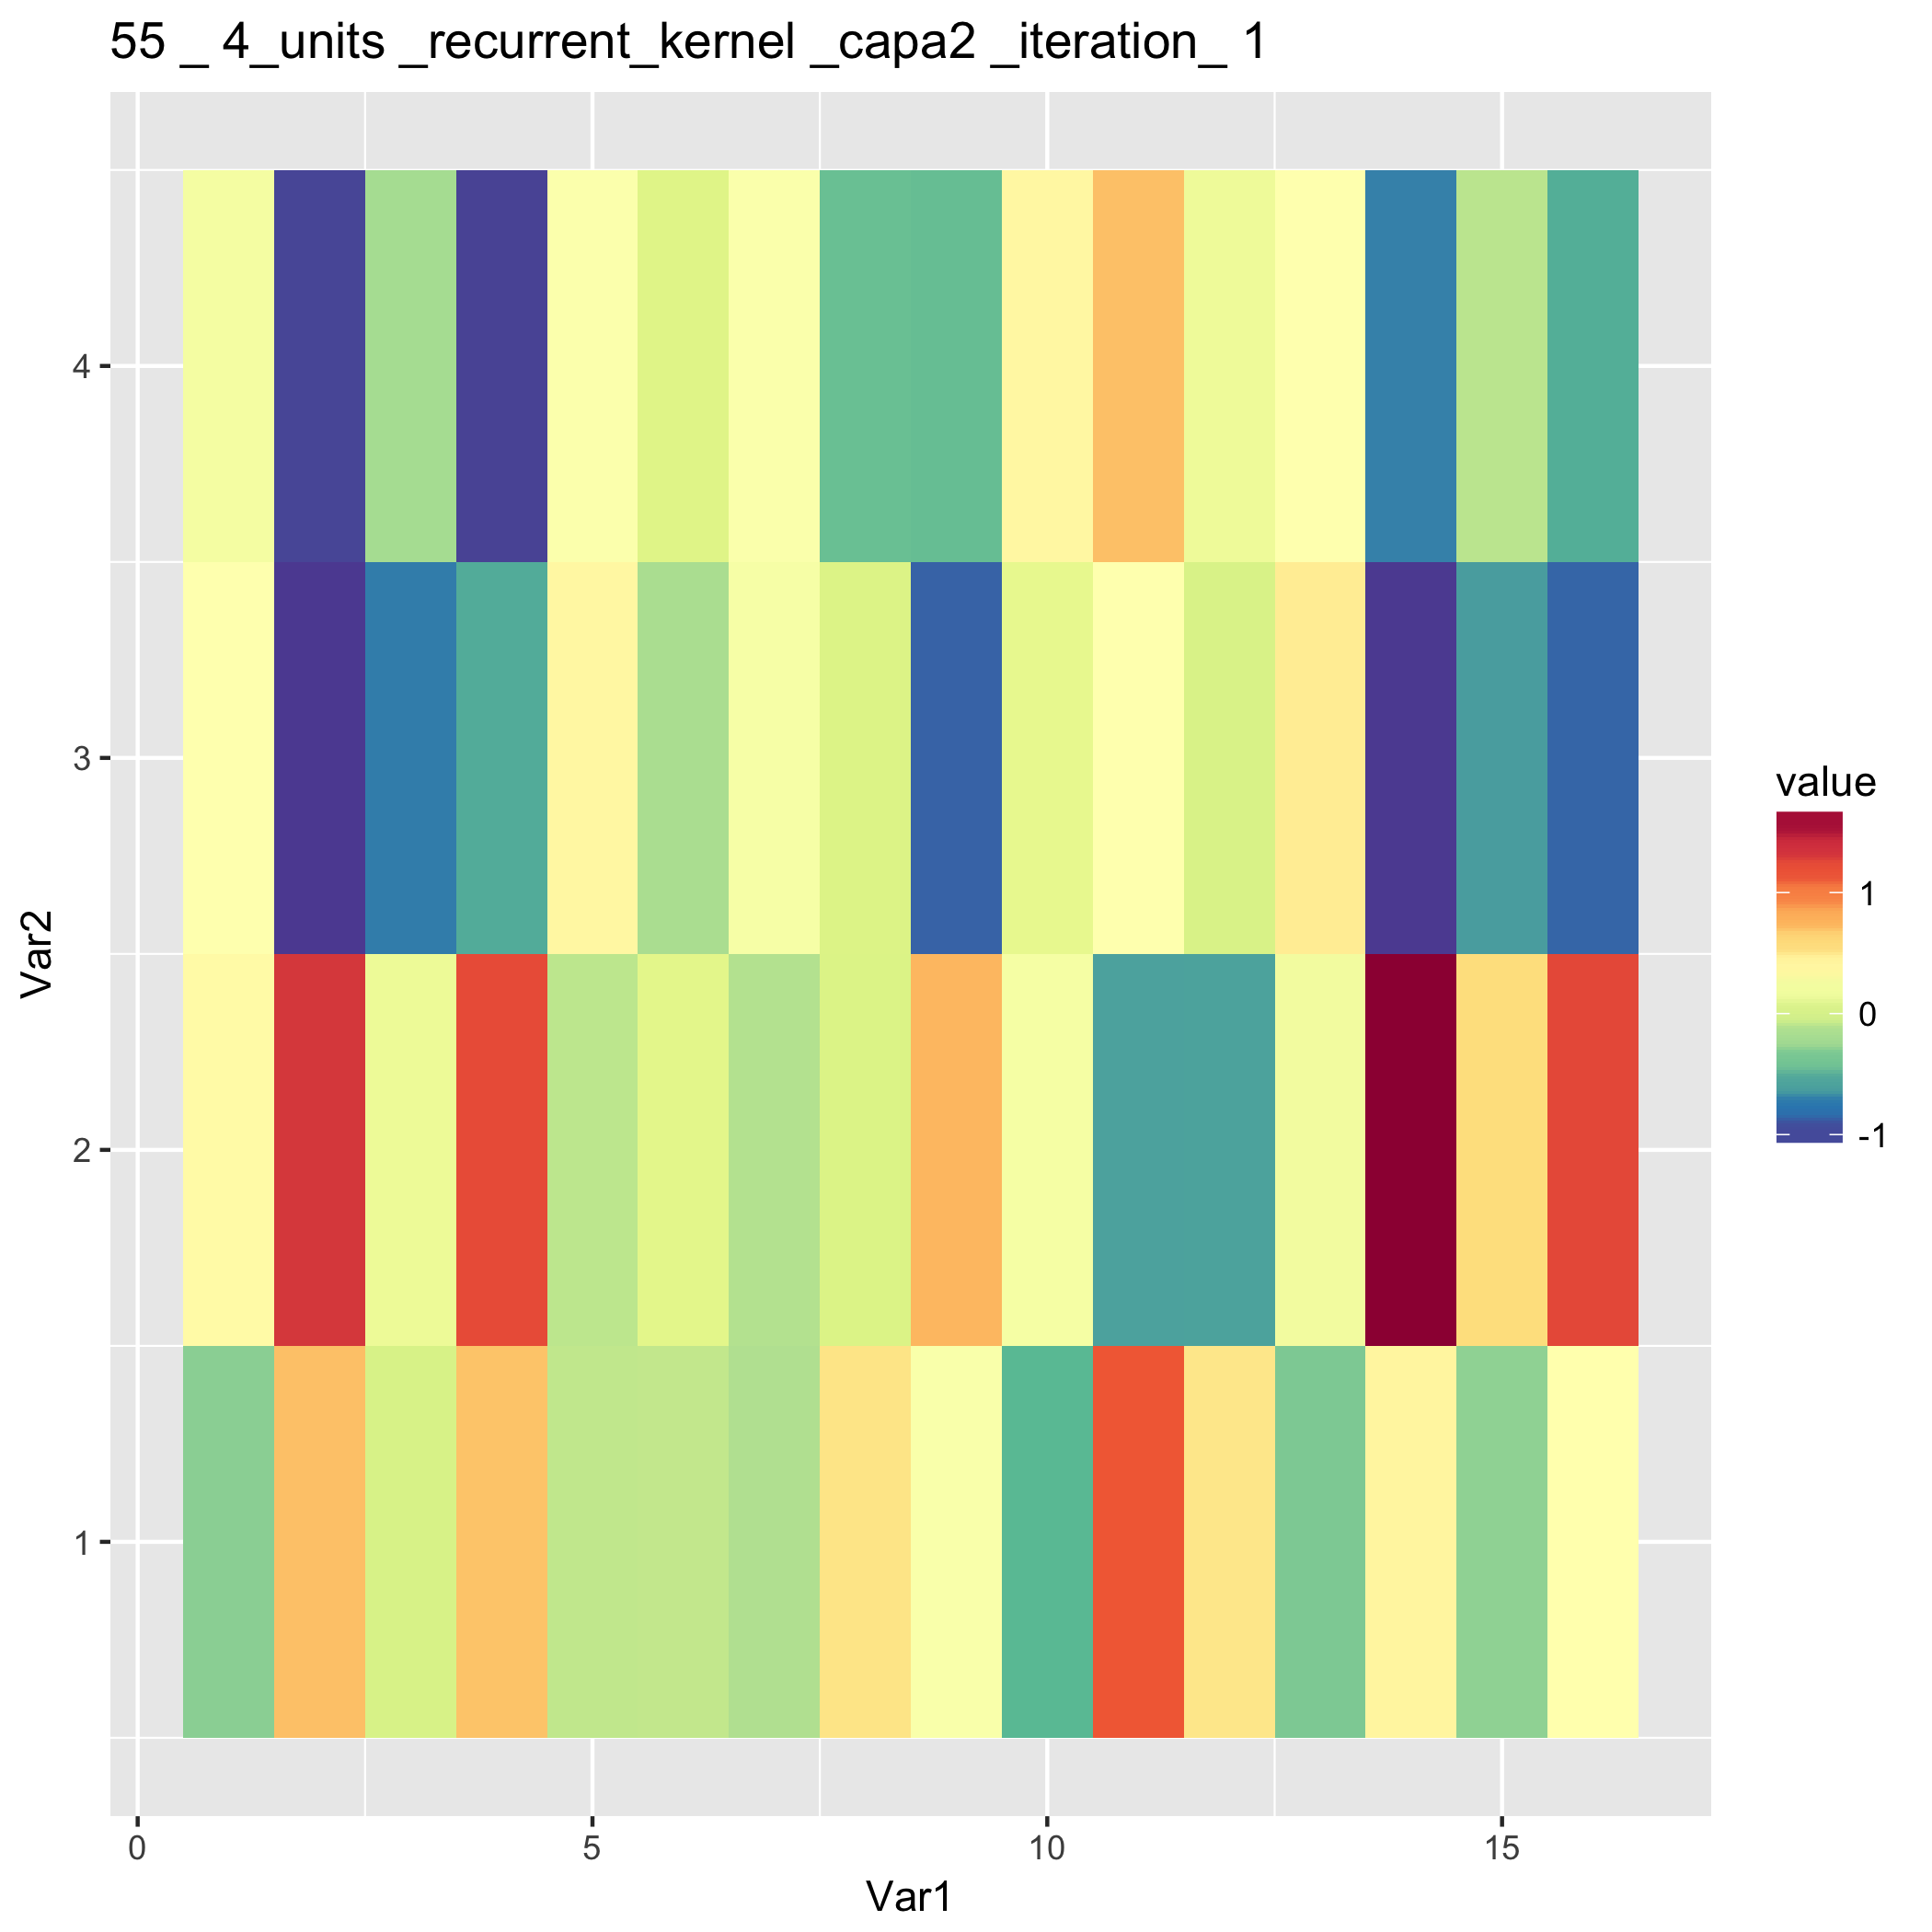 55 _ 4_units _recurrent_kernel _capa2 _iteration_ 1
4
3
2
1
Var2
0
5
10
15
Var1
value
1
0
-1